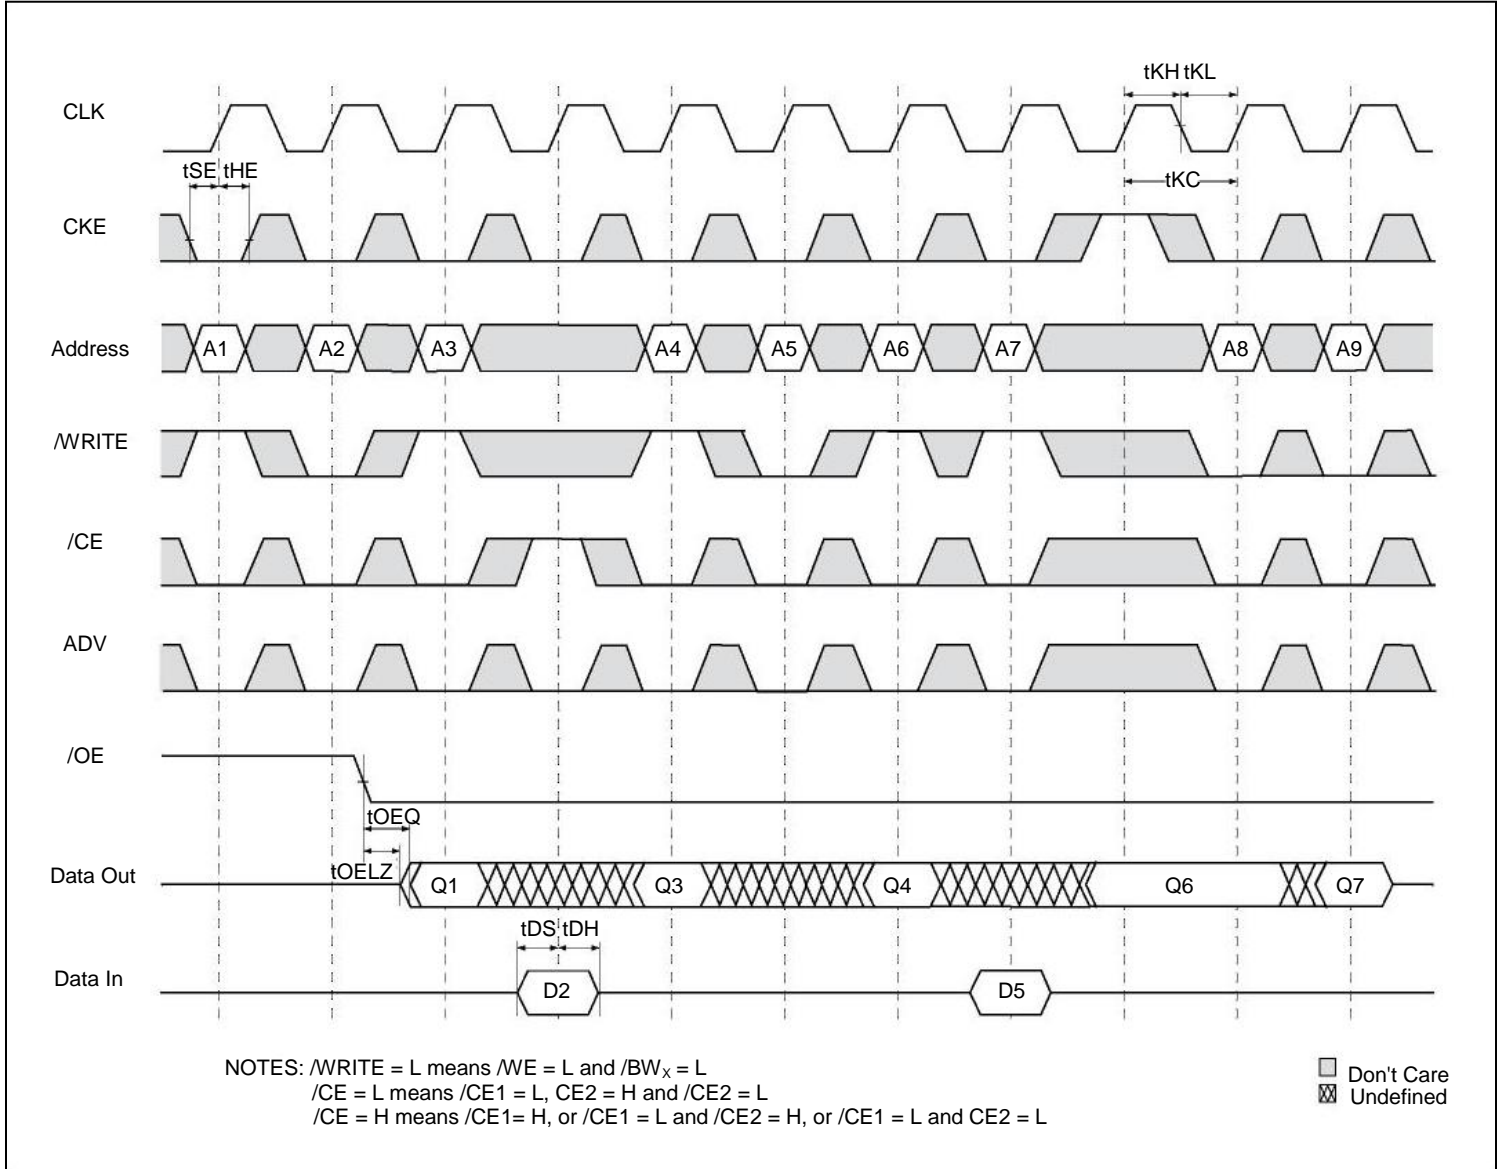 tKH tKL
CLK
tSE tHE
tKC
CKE
Address A1 A2 A3 A4 A5 A6 A7 A8 A9
/WRITE
/CE
ADV
/OE
tOEQ
tOELZ
Data Out Q1 Q3 Q4 Q6 Q7
tDS tDH
Data In D2 D5
NOTES: /WRITE = L means /WE = L and /BWX = L
/CE = L means /CE1 = L, CE2 = H and /CE2 = L
/CE = H means /CE1= H, or /CE1 = L and /CE2 = H, or /CE1 = L and CE2 = L
Don't Care
Undefined